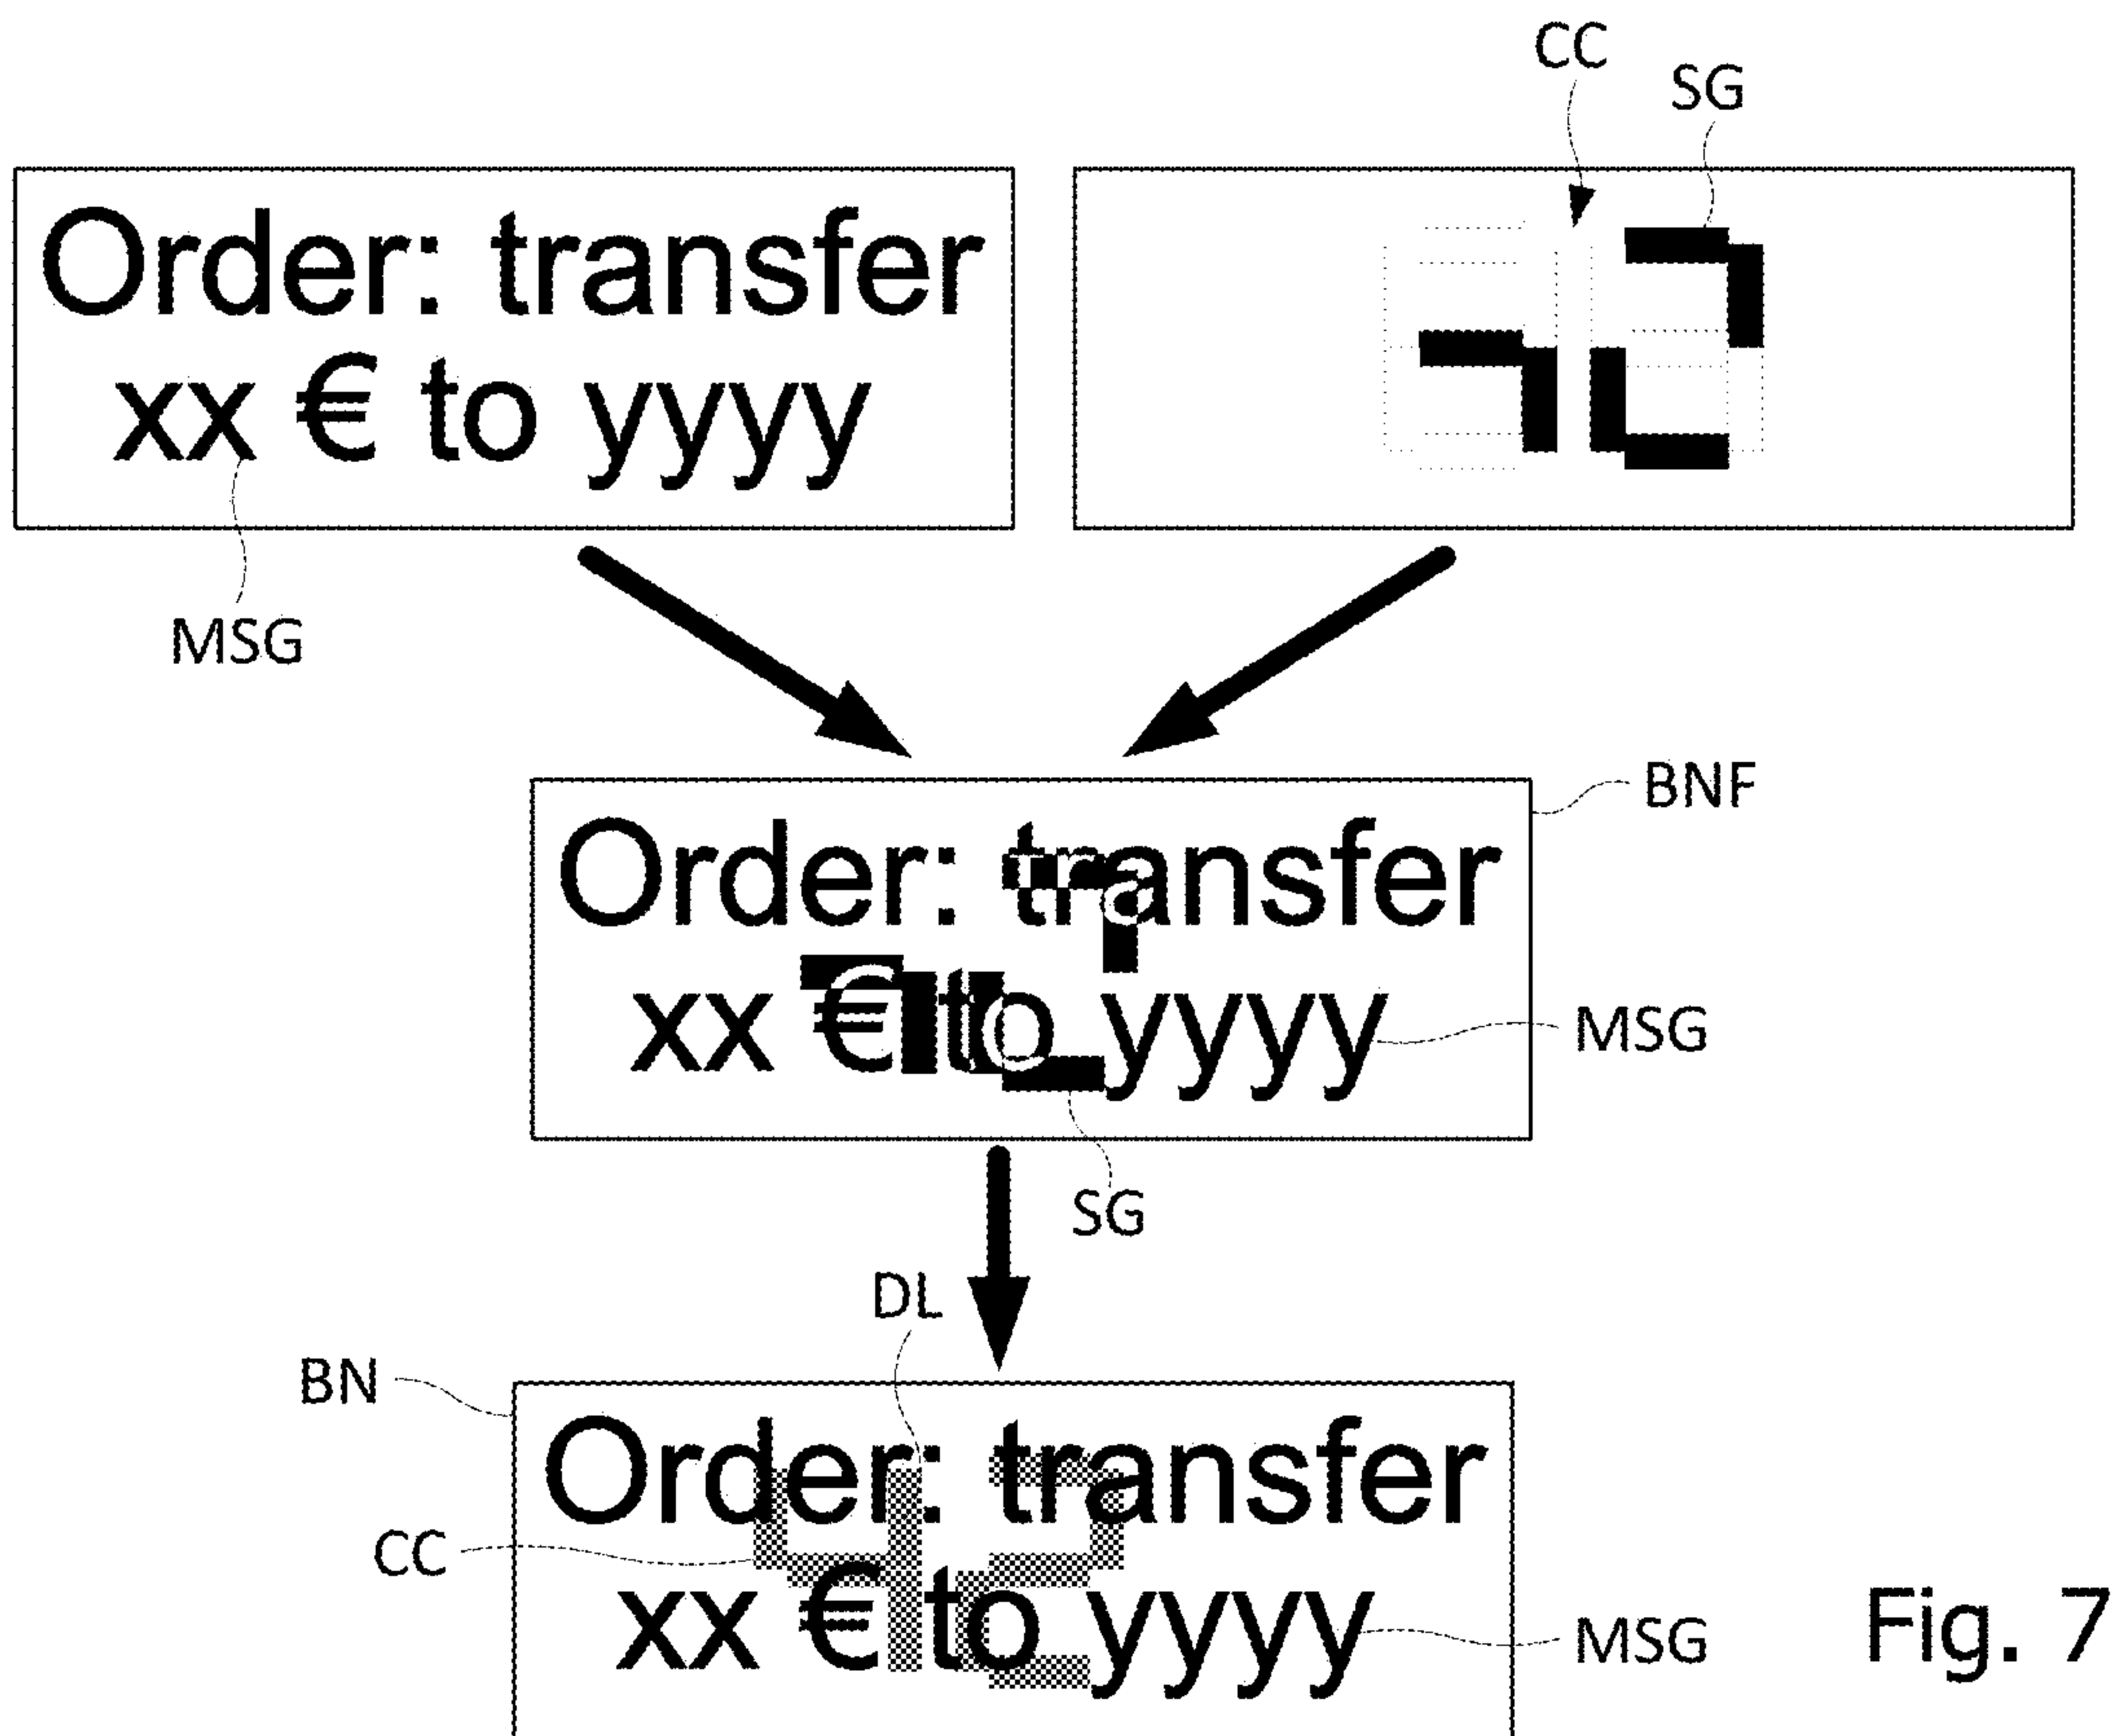 CC
SG
Order: transfer
xx € to yyyy
MSG
BNF
Order: transfer
xx € to yyyy
MSG
SG
DL
BN
Order: transfer
CC
xx € to yyyy
MSG
Fig. 7